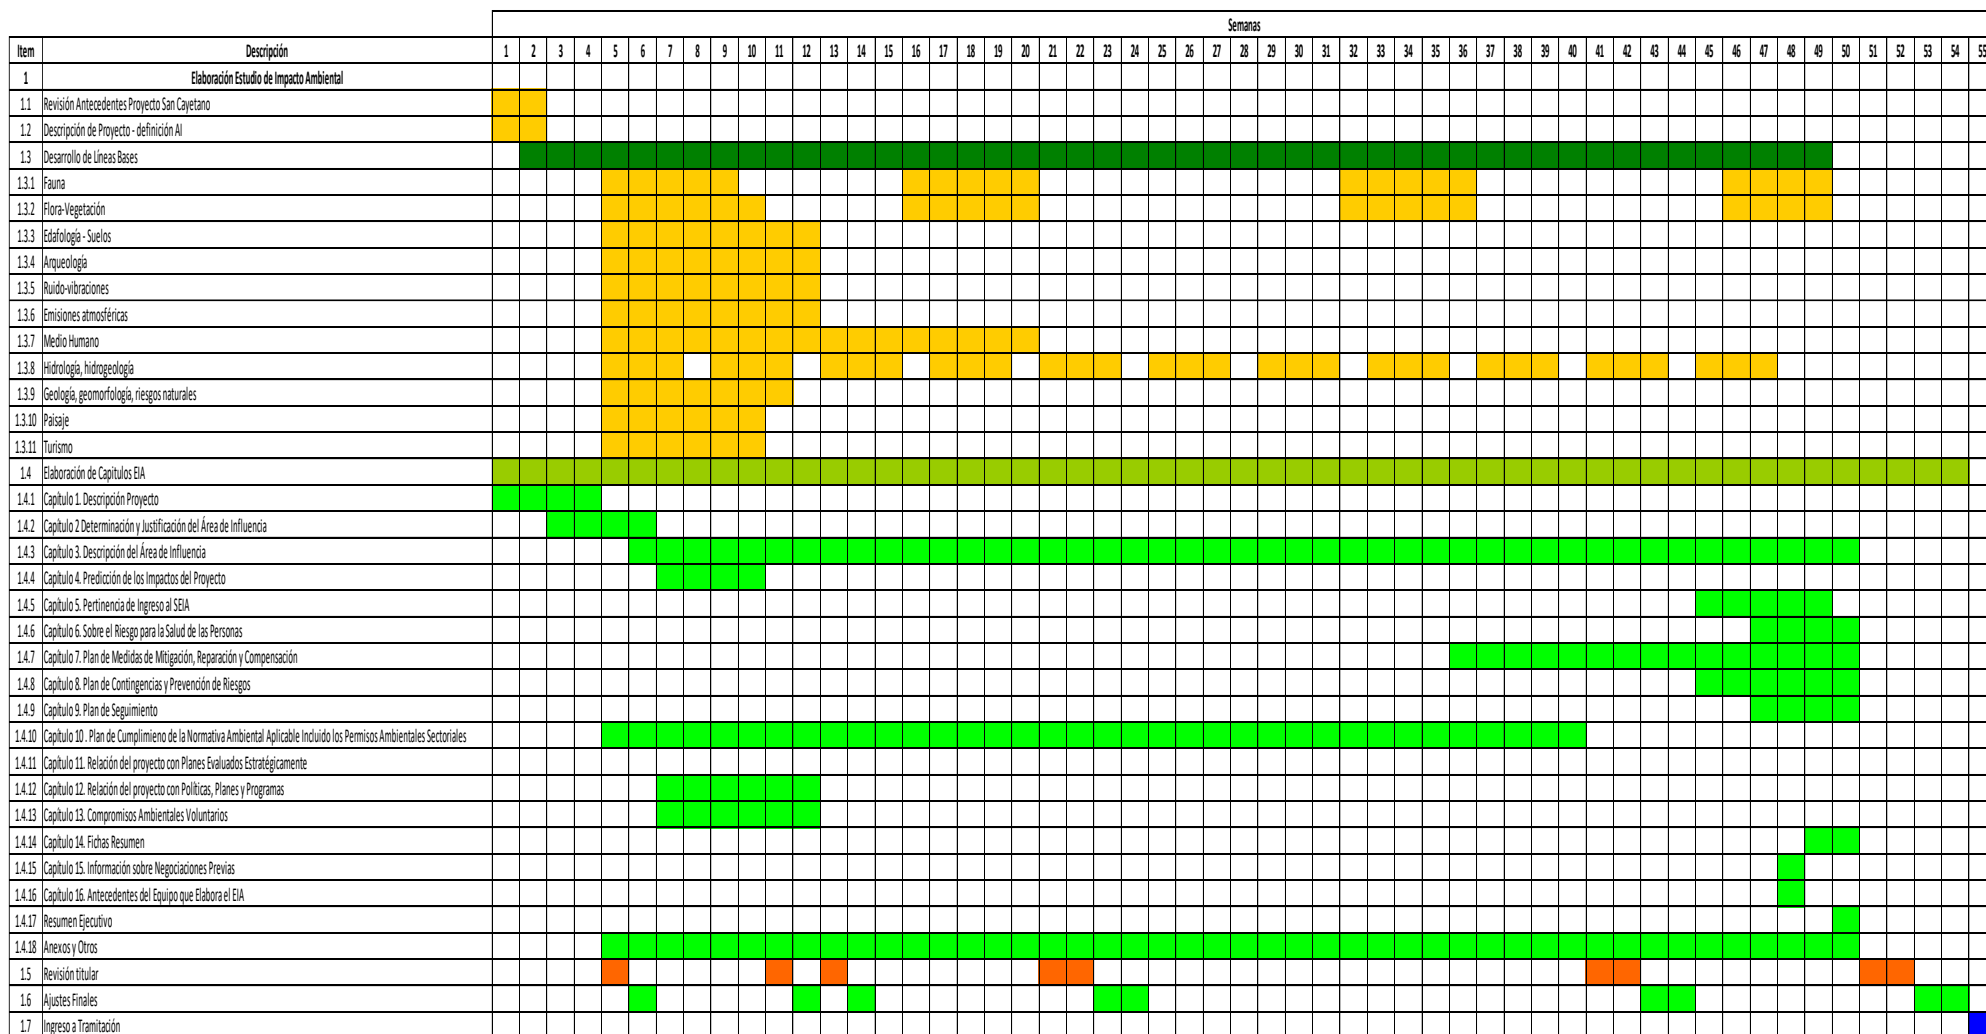 Semanas
Item Descripción 1 2 3 4 5 6 7 8 9 10 11 12 13 14 15 16 17 18 19 20 21 22 23 24 25 26 27 28 29 30 31 32 33 34 35 36 37 38 39 40 41 42 43 44 45 46 47 48 49 50 51 52 53 54 55
1 Elaboración Estudio de Impacto Ambiental
1.1 Revisión Antecedentes Proyecto San Cayetano
1.2 Descripción de Proyecto - definición AI
1.3 Desarrollo de Líneas Bases
1.3.1 Fauna
1.3.2 Flora-Vegetación
1.3.3 Edafología - Suelos
1.3.4 Arqueología
1.3.5 Ruido-vibraciones
1.3.6 Emisiones atmosféricas
1.3.7 Medio Humano
1.3.8 Hidrología, hidrogeología
1.3.9 Geología, geomorfología, riesgos naturales
1.3.10 Paisaje
1.3.11 Turismo
1.4 Elaboración de Capitulos EIA
1.4.1 Capítulo 1. Descripción Proyecto
1.4.2 Capítulo 2 Determinación y Justificación del Área de Influencia
1.4.3 Capítulo 3. Descripción del Área de Influencia
1.4.4 Capítulo 4. Predicción de los Impactos del Proyecto
1.4.5 Capítulo 5. Pertinencia de Ingreso al SEIA
1.4.6 Capítulo 6. Sobre el Riesgo para la Salud de las Personas
1.4.7 Capítulo 7. Plan de Medidas de Mitigación, Reparación y Compensación
1.4.8 Capítulo 8. Plan de Contingencias y Prevención de Riesgos
1.4.9 Capítulo 9. Plan de Seguimiento
1.4.10 Capítulo 10 . Plan de Cumplimieno de la Normativa Ambiental Aplicable Incluido los Permisos Ambientales Sectoriales
1.4.11 Capítulo 11. Relación del proyecto con Planes Evaluados Estratégicamente
1.4.12 Capítulo 12. Relación del proyecto con Políticas, Planes y Programas
1.4.13 Capítulo 13. Compromisos Ambientales Voluntarios
1.4.14 Capítulo 14. Fichas Resumen
1.4.15 Capítulo 15. Información sobre Negociaciones Previas
1.4.16 Capítulo 16. Antecedentes del Equipo que Elabora el EIA
1.4.17 Resumen Ejecutivo
1.4.18 Anexos y Otros
1.5 Revisión titular
1.6 Ajustes Finales
1.7 Ingreso a Tramitación